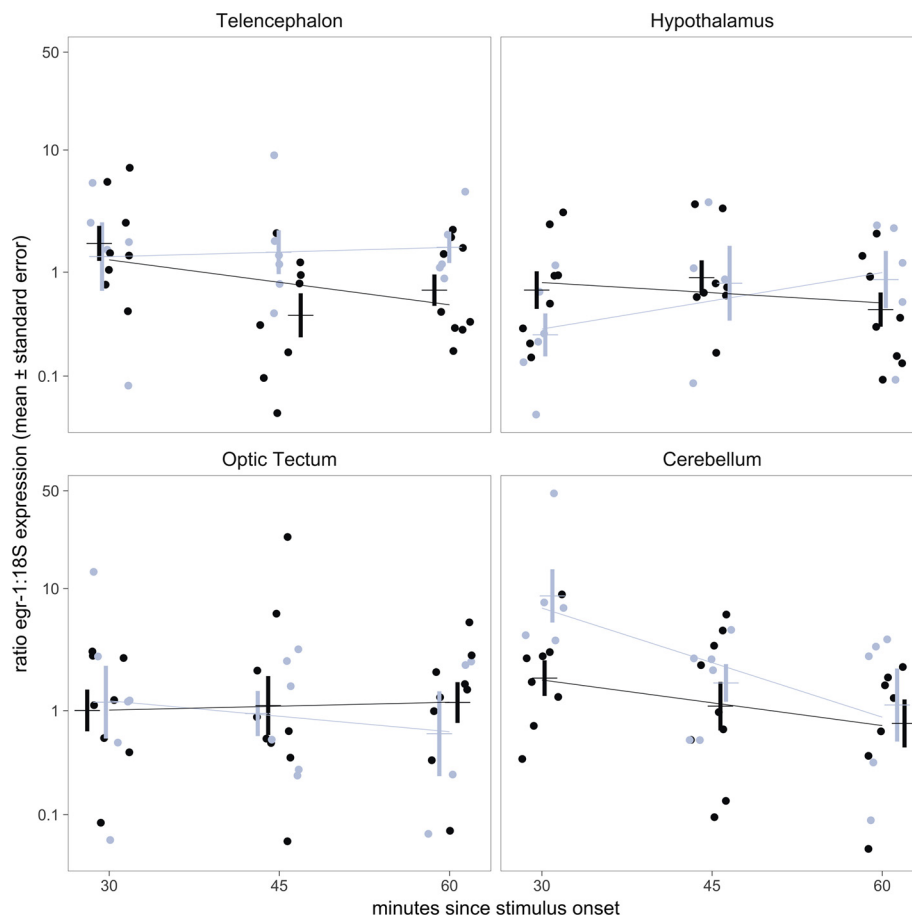 Telencephalon
Hypothalamus
50
10
1
0.1
Optic Tectum
Cerebellum
50
10
1
0.1
30
45
60
30
45
60
minutes since stimulus onset
ratio egr-1:18S expression (mean ± standard error)